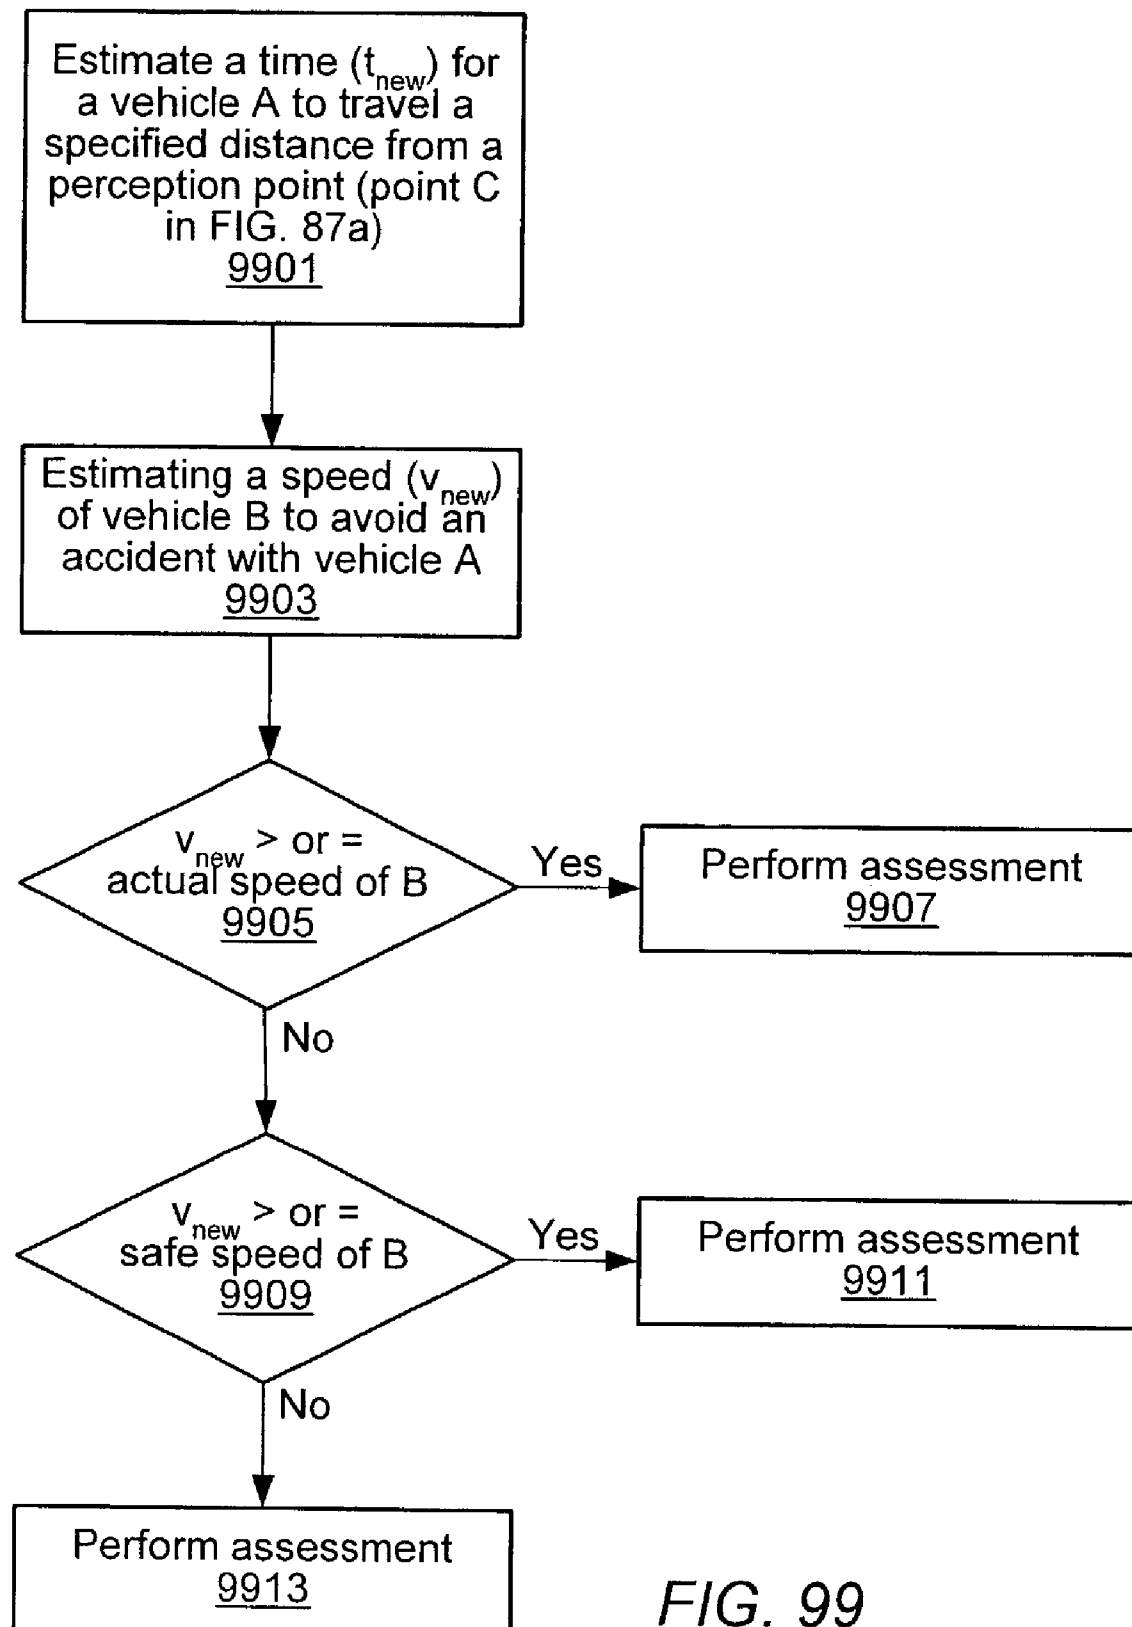 Estimate a time (tnew) for
a vehicle A to travel a
specified distance from a
perception point (point C
in FIG. 87a)
9901
Estimating a speed (vnew)
of vehicle B to avoid an
accident with vehicle A
9903
vnew > or =
actual speed of B
9905
Yes
Perform assessment
9907
No
vnew > or =
safe speed of B
9909
Yes
Perform assessment
9911
No
Perform assessment
9913
FIG. 99